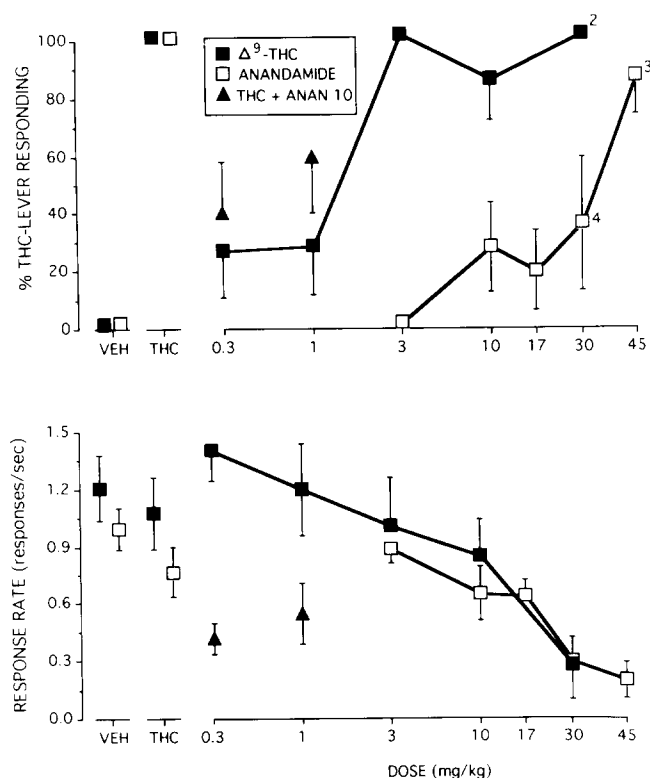 100
80
60
40
20
0
% THC-LEVER RESPONDING
Δ⁹-THC
ANANDAMIDE
THC + ANAN 10
2
3
4
VEH THC 0.3 1 3 10 17 30 45
1.5
1.2
0.9
0.6
0.3
0.0
RESPONSE RATE (responses/sec)
VEH THC 0.3 1 3 10 17 30 45
DOSE (mg/kg)